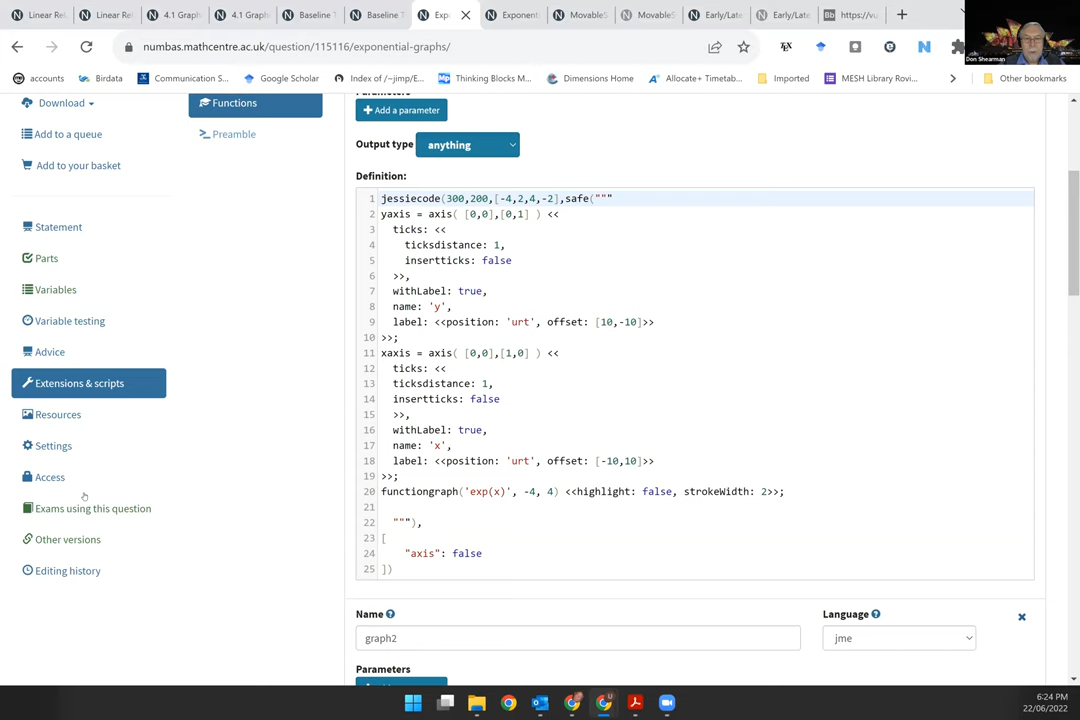 Linear Rel
Linear Rel
4.1 Graph
4.1 Graph
Baseline T
Baseline T
Exp
Exponent
MovableS
MovableS
Early/Late
Early/Late
Bb https://vu
numbas.mathcentre.ac.uk/question/115116/exponential-graphs/
accounts
Birdata
Communication S...
Google Scholar
Index of /~jimp/E...
Thinking Blocks M...
Dimensions Home
Allocate+ Timetab...
Imported
MESH Library Rovi...
Other bookmarks
Don Shearman
Download
Add to a queue
Add to your basket
Statement
Parts
Variables
Variable testing
Advice
Extensions & scripts
Resources
Settings
Access
Exams using this question
Other versions
Editing history
Functions
Preamble
Parameters
Add a parameter
Output type anything
Definition:
1 jessiecode(300,200,[-4,2,4,-2],safe("""
2 yaxis = axis( [0,0],[0,1] ) <<
3 ticks: <<
4 ticksdistance: 1,
5 insertticks: false
6 >>,
7 withLabel: true,
8 name: 'y',
9 label: <<position: 'urt', offset: [10,-10]>>
10 >>;
11 xaxis = axis( [0,0],[1,0] ) <<
12 ticks: <<
13 ticksdistance: 1,
14 insertticks: false
15 >>,
16 withLabel: true,
17 name: 'x',
18 label: <<position: 'urt', offset: [-10,10]>>
19 >>;
20 functiongraph('exp(x)', -4, 4) <<highlight: false, strokeWidth: 2>>;
21
22 """),
23 [
24 "axis": false
25 ])
Name
Language
graph2
jme
Parameters
6:24 PM
22/06/2022